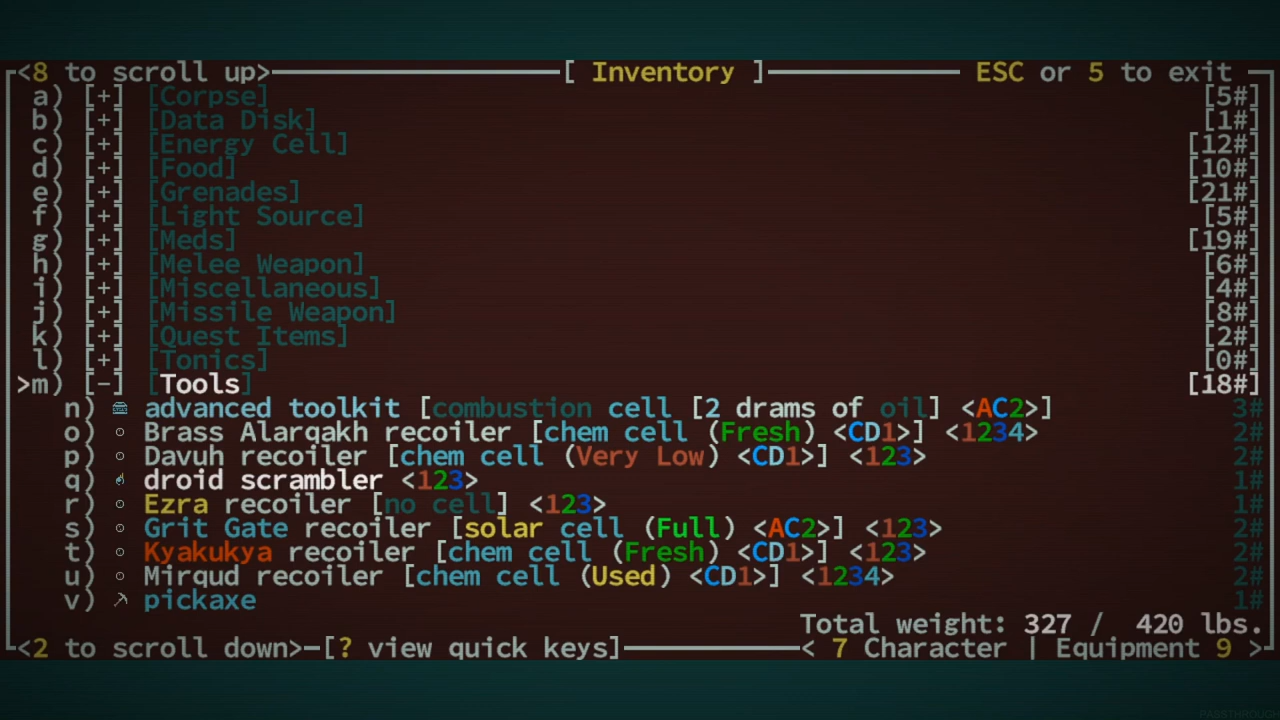 <8 to scroll up> [ Inventory ] ESC or 5 to exit
a) [+] [Corpse] [5#]
b) [+] [Data Disk] [1#]
c) [+] [Energy Cell] [12#]
d) [+] [Food] [10#]
e) [+] [Grenades] [21#]
f) [+] [Light Source] [5#]
g) [+] [Meds] [19#]
h) [+] [Melee Weapon] [6#]
i) [+] [Miscellaneous] [4#]
j) [+] [Missile Weapon] [8#]
k) [+] [Quest Items] [2#]
l) [+] [Tonics] [0#]
>m) [-] [Tools] [18#]
n) advanced toolkit [combustion cell [2 drams of oil] <AC2>] 3#
o) Brass Alarqakh recoiler [chem cell (Fresh) <CD1>] <1234> 2#
p) Davuh recoiler [chem cell (Very Low) <CD1>] <123> 2#
q) droid scrambler <123> 1#
r) Ezra recoiler [no cell] <123> 1#
s) Grit Gate recoiler [solar cell (Full) <AC2>] <123> 2#
t) Kyakukya recoiler [chem cell (Fresh) <CD1>] <123> 2#
u) Mirqud recoiler [chem cell (Used) <CD1>] <1234> 2#
v) pickaxe 1#
Total weight: 327 / 420 lbs.
<2 to scroll down> [? view quick keys] < 7 Character | Equipment 9 >